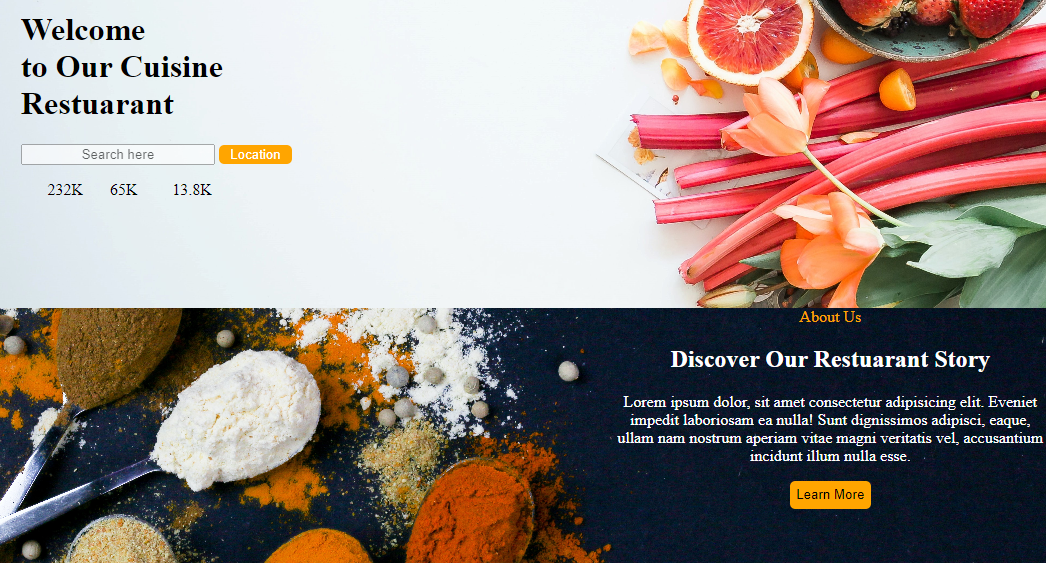 Welcome
to Our Cuisine
Restuarant
Search here Location
232K 65K 13.8K
About Us
Discover Our Restuarant Story
Lorem ipsum dolor, sit amet consectetur adipisicing elit. Eveniet
impedit laboriosam ea nulla! Sunt dignissimos adipisci, eaque,
ullam nam nostrum aperiam vitae magni veritatis vel, accusantium
incidunt illum nulla esse.
Learn More